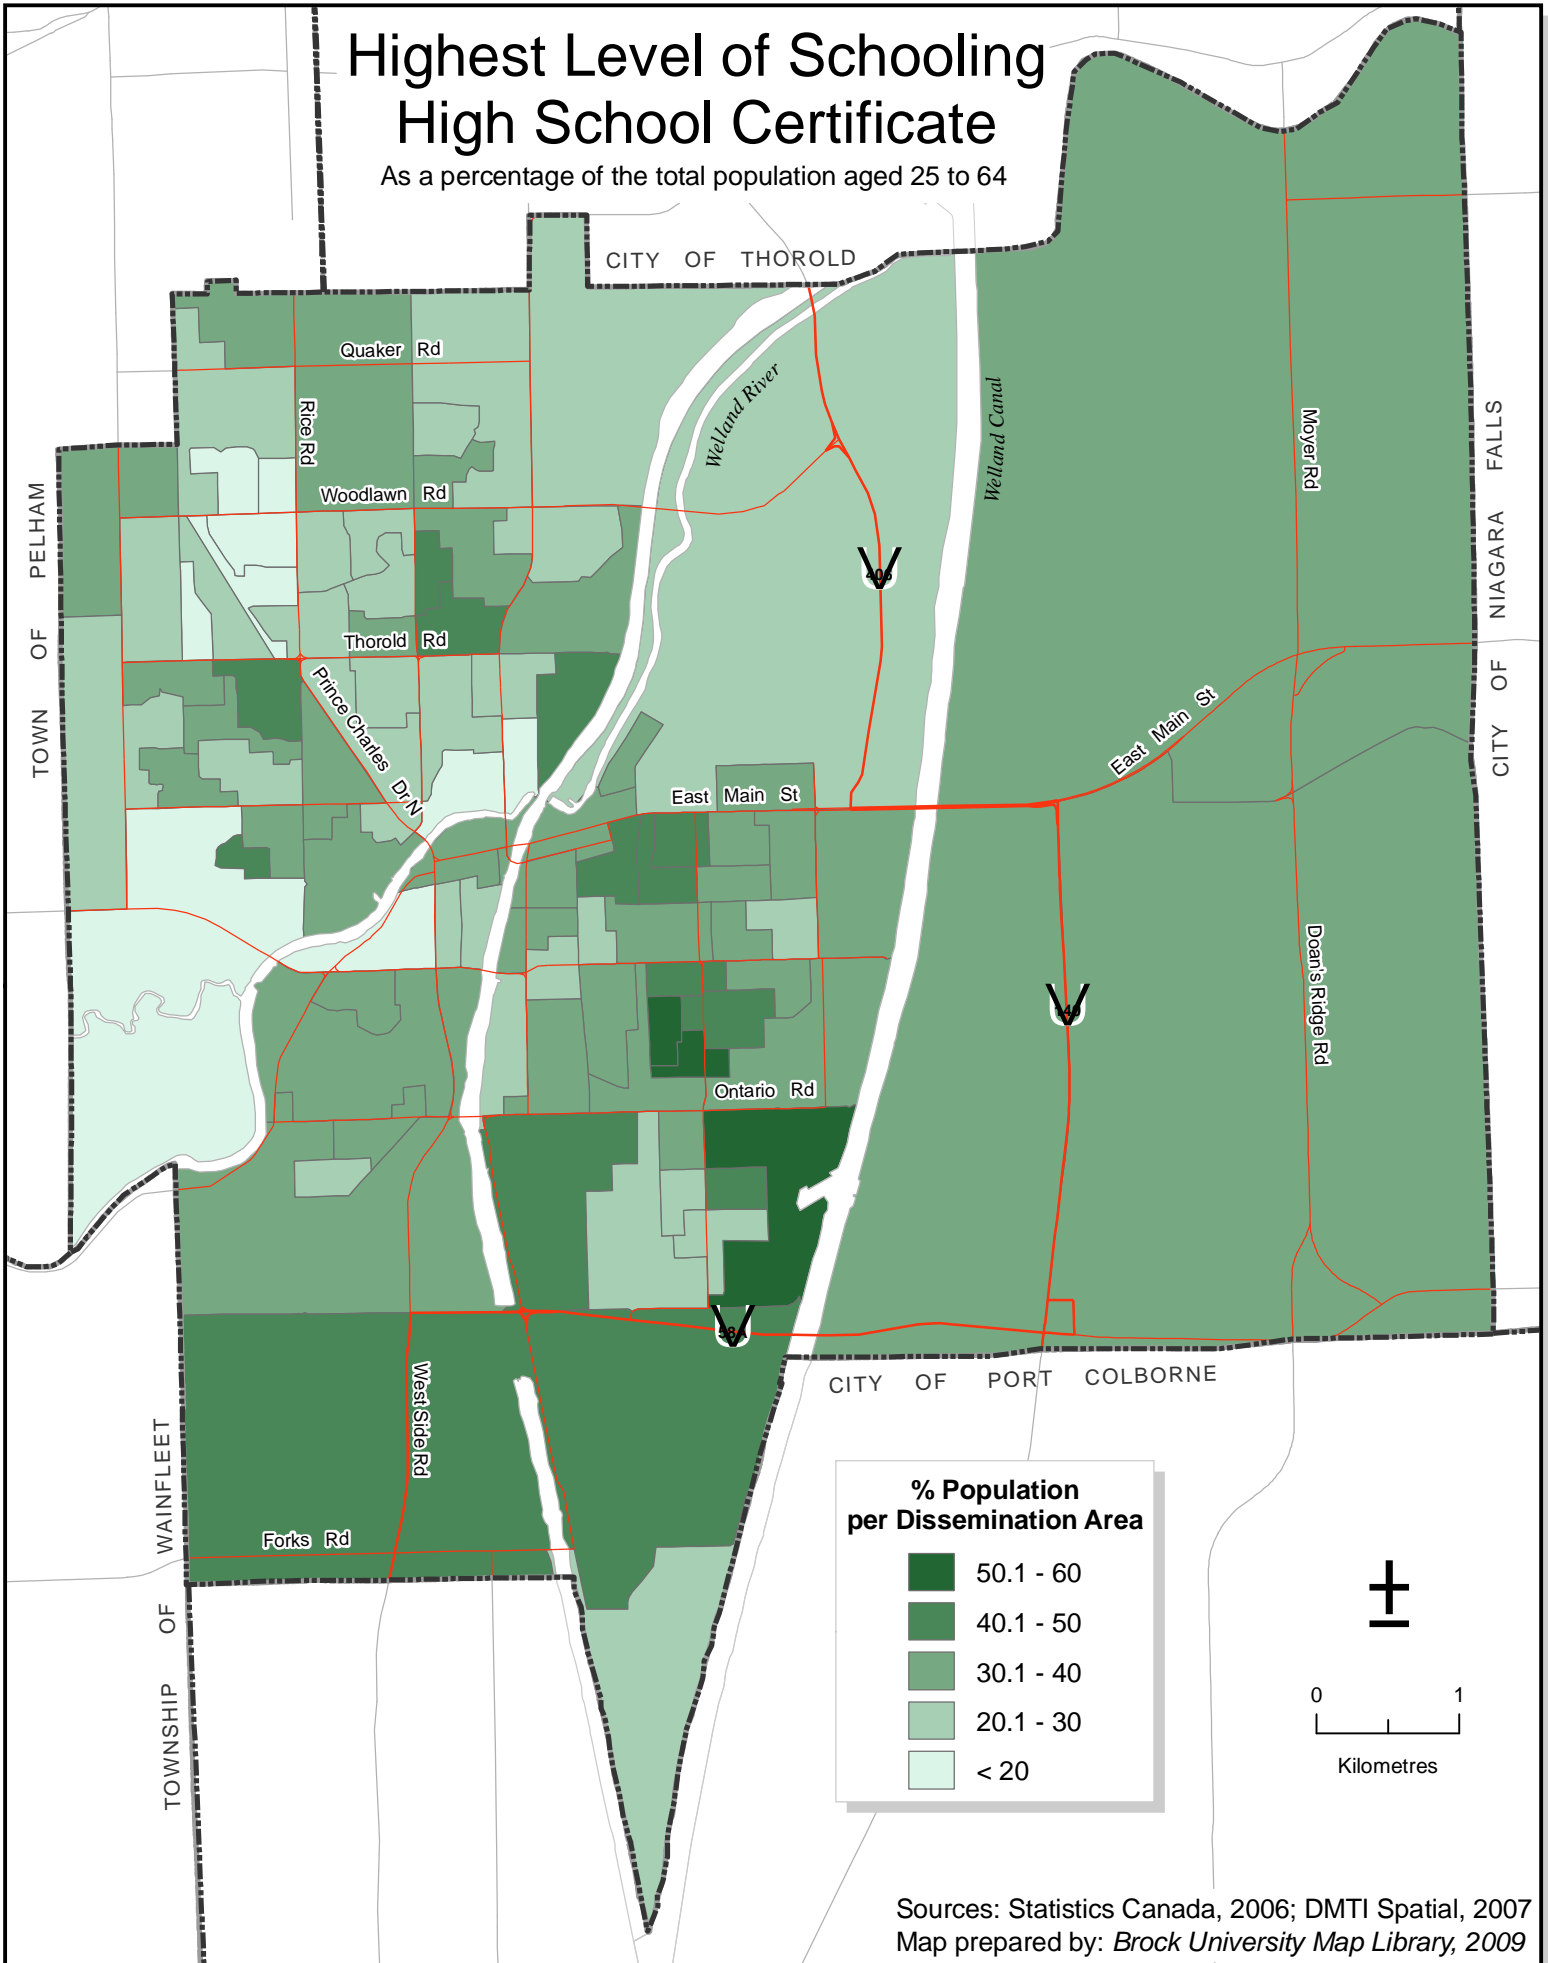 Highest Level of Schooling
High School Certificate
As a percentage of the total population aged 25 to 64
CITY OF THOROLD
Quaker Rd
Rice Rd
Welland River
Welland Canal
Moyer Rd
CITY OF NIAGARA FALLS
TOWN OF PELHAM
Woodlawn Rd
406
Thorold Rd
Prince Charles Dr N
East Main St
East Main St
Doan's Ridge Rd
140
Ontario Rd
58A
CITY OF PORT COLBORNE
West Side Rd
TOWNSHIP OF WAINFLEET
Forks Rd
% Population
per Dissemination Area
50.1 - 60
40.1 - 50
30.1 - 40
20.1 - 30
< 20
±
0 1
Kilometres
Sources: Statistics Canada, 2006; DMTI Spatial, 2007
Map prepared by: Brock University Map Library, 2009